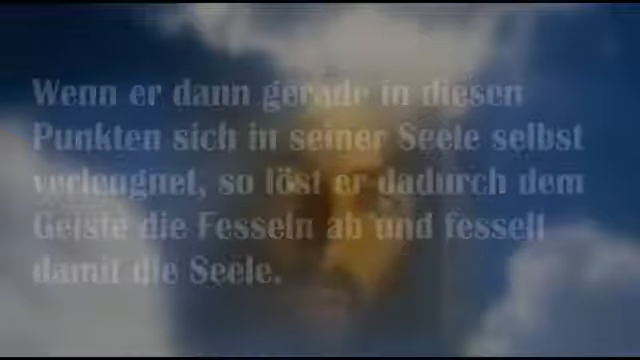 Wenn er dann gerade in diesen
Punkten sich in seiner Seele selbst
verleugnet, so löst er dadurch dem
Geiste die Fesseln ab und fesselt
damit die Seele.